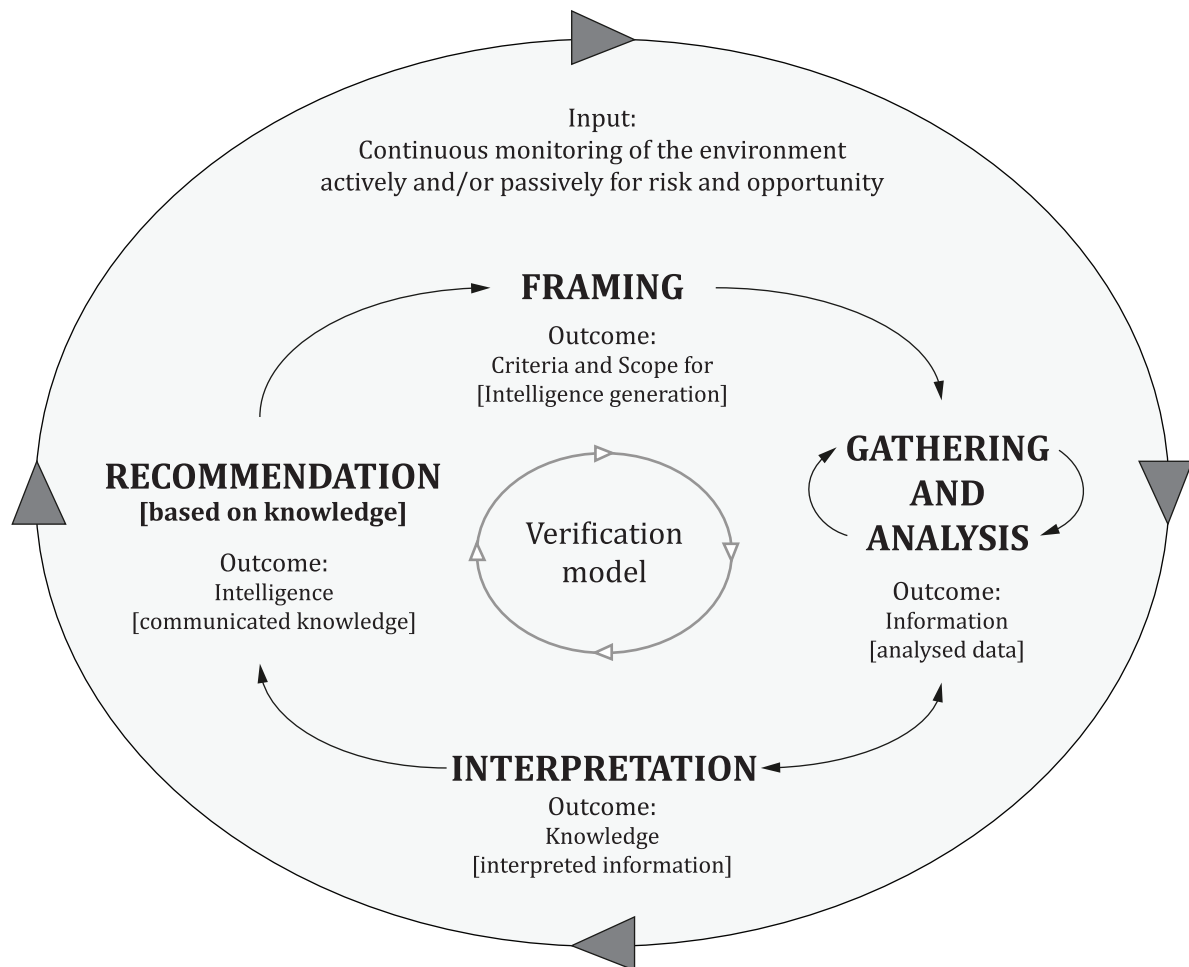 Input:
Continuous monitoring of the environment
actively and/or passively for risk and opportunity
FRAMING
Outcome:
Criteria and Scope for
[Intelligence generation]
GATHERING
AND
ANALYSIS
Outcome:
Information
[analysed data]
RECOMMENDATION
[based on knowledge]
Outcome:
Intelligence
[communicated knowledge]
Verification
model
INTERPRETATION
Outcome:
Knowledge
[interpreted information]